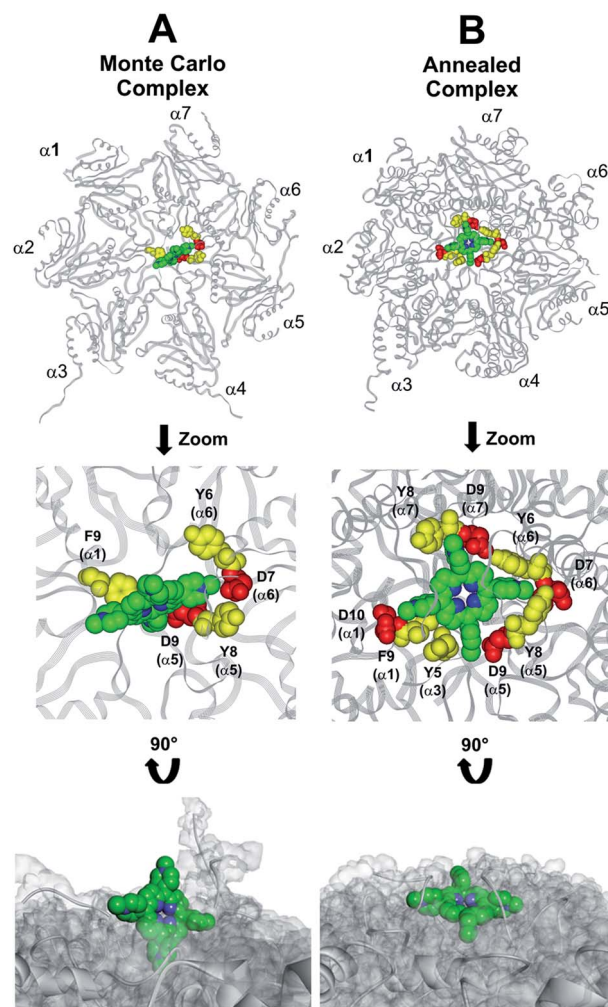 A
Monte Carlo
Complex
α7
α1
α6
α2
α5
α3
α4
Zoom
Y6
(α6)
F9
(α1)
D7
(α6)
D9
(α5)
Y8
(α5)
90°
B
Annealed
Complex
α7
α1
α6
α2
α5
α3
α4
Zoom
Y8
(α7)
D9
(α7)
Y6
(α6)
D7
(α6)
D10
(α1)
F9
(α1)
Y5
(α3)
D9
(α5)
Y8
(α5)
90°